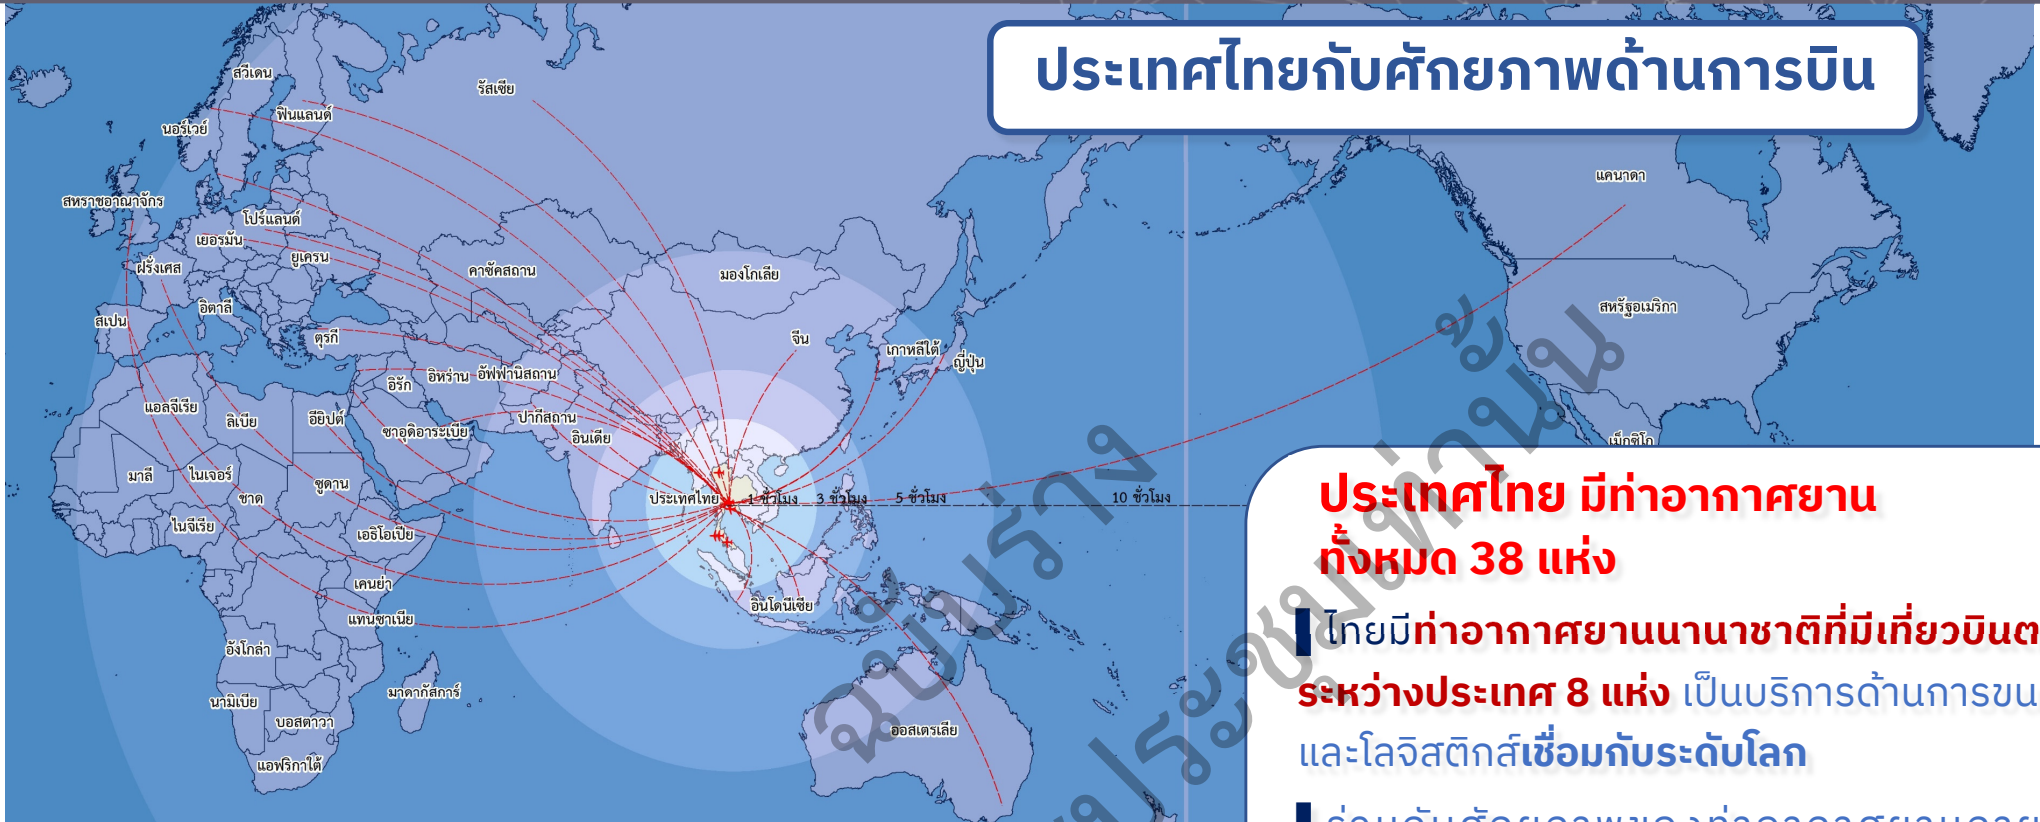 ประเทศไทยกับศักยภาพด้านการบิน
สวีเดน
รัสเซีย
ฟินแลนด์
นอร์เวย์
แคนาดา
สหราชอาณาจักร
โปร์แลนด์
เยอรมัน
ยูเครน
ฝรั่งเศส
คาซัคสถาน
มองโกเลีย
อิตาลี
สเปน
สหรัฐอเมริกา
ตุรกี
จีน
เกาหลีใต้
ญี่ปุ่น
อิรัก
อิหร่าน
อัฟฟานิสถาน
แอลจีเรีย
ลิเบีย
อียิปต์
ซาอุดิอาระเบีย
ปากีสถาน
อินเดีย
เม็กซิโก
มาลี
ไนเจอร์
ชาด
ซูดาน
ประเทศไทย
1 ชั่วโมง
3 ชั่วโมง
5 ชั่วโมง
10 ชั่วโมง
ไนจีเรีย
เอธิโอเปีย
เคนย่า
แทนซาเนีย
อินโดนีเซีย
อังโกล่า
นามิเบีย
บอสตาวา
มาดากัสการ์
แอฟริกาใต้
ออสเตรเลีย
ประเทศไทย มีท่าอากาศยาน
ทั้งหมด 38 แห่ง
ไทยมีท่าอากาศยานนานาชาติที่มีเที่ยวบินต
ระหว่างประเทศ 8 แห่ง เป็นบริการด้านการขน
และโลจิสติกส์เชื่อมกับระดับโลก
ฉบับร่าง
ประชุมเท่านั้น